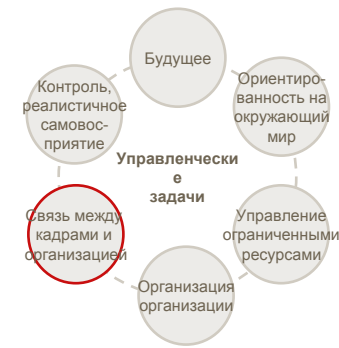 Будущее
Ориентиро-
ванность на
окружающий
мир
Управление
ограниченными
ресурсами
Организация
организации
Связь между
кадрами и
организацией
Контроль,
реалистичное
самовос-
приятие
Управленчески
е
задачи